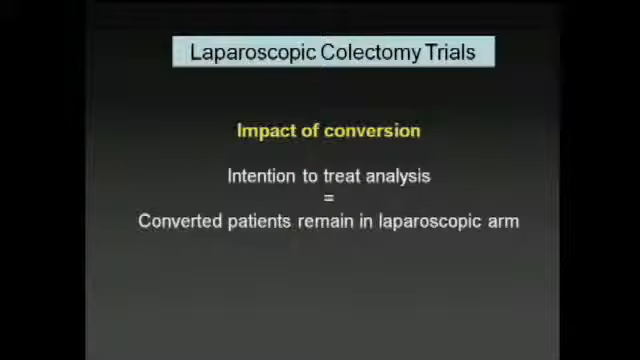 Laparoscopic Colectomy Trials
Impact of conversion
Intention to treat analysis
=
Converted patients remain in laparoscopic arm